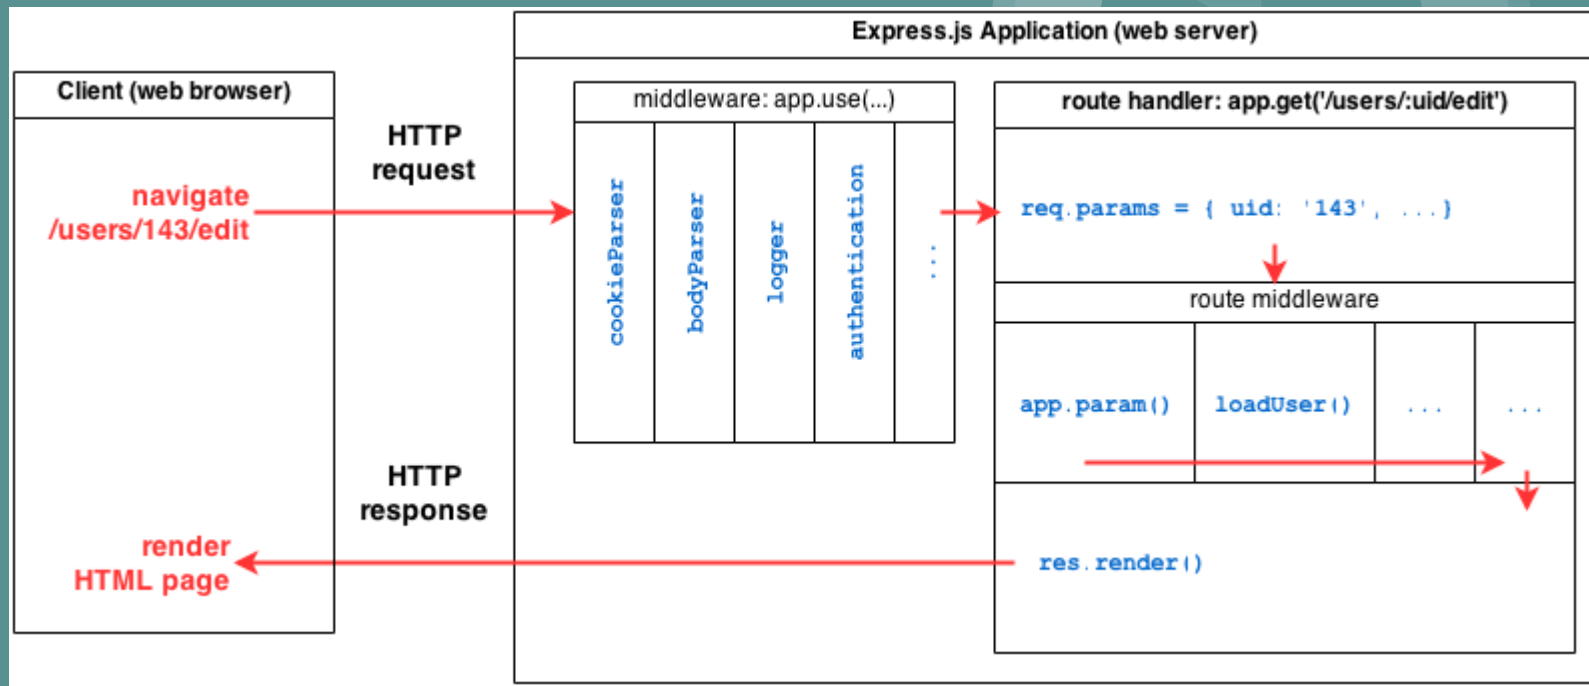 Express.js Application (web server)
Client (web browser)
navigate
/users/143/edit
HTTP
request
middleware: app.use(...)
cookieParser
bodyParser
logger
authentication
...
route handler: app.get('/users/:uid/edit')
req.params = { uid: '143', ...}
route middleware
app.param()
loadUser()
...
...
res.render()
HTTP
response
render
HTML page